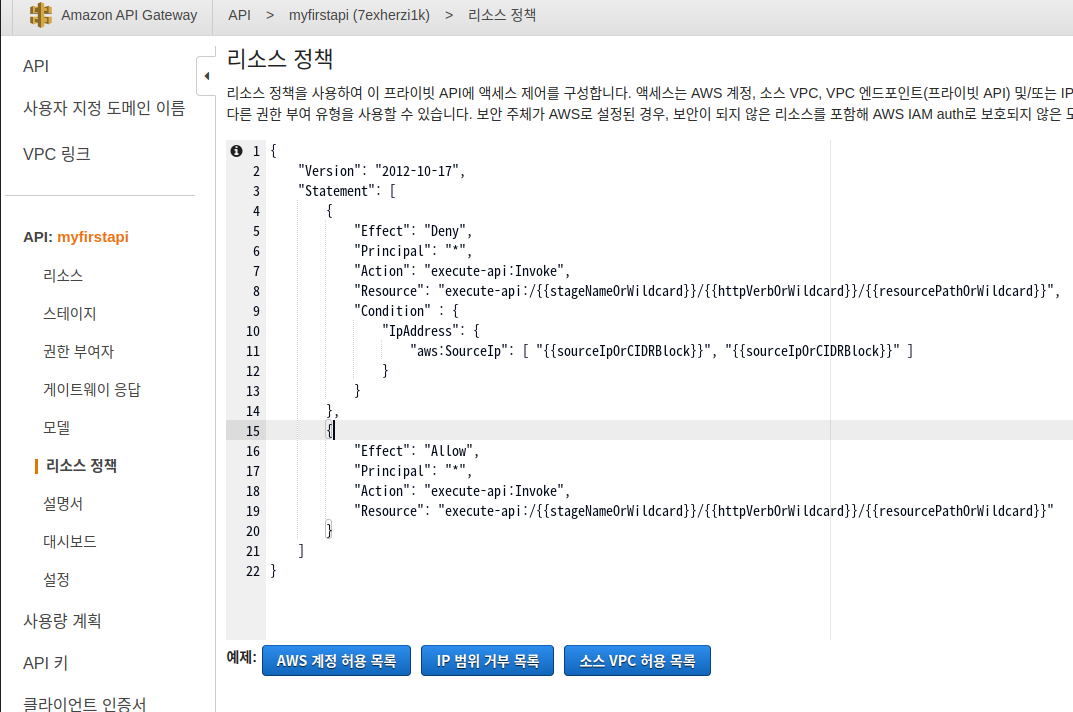 Amazon API Gateway
API > myfirstapi (7exherzi1k) > 리소스 정책
API
사용자 지정 도메인 이름
VPC 링크
API: myfirstapi
리소스
스테이지
권한 부여자
게이트웨이 응답
모델
리소스 정책
설명서
대시보드
설정
사용량 계획
API 키
클라이언트 인증서
리소스 정책
리소스 정책을 사용하여 이 프라이빗 API에 액세스 제어를 구성합니다. 액세스는 AWS 계정, 소스 VPC, VPC 엔드포인트(프라이빗 API) 및/또는 IP
다른 권한 부여 유형을 사용할 수 있습니다. 보안 주체가 AWS로 설정된 경우, 보안이 되지 않은 리소스를 포함해 AWS IAM auth로 보호되지 않은 모
1 {
2 "Version": "2012-10-17",
3 "Statement": [
4 {
5 "Effect": "Deny",
6 "Principal": "*",
7 "Action": "execute-api:Invoke",
8 "Resource": "execute-api:/{{stageNameOrWildcard}}/{{httpVerbOrWildcard}}/{{resourcePathOrWildcard}}",
9 "Condition" : {
10 "IpAddress": {
11 "aws:SourceIp": [ "{{sourceIpOrCIDRBlock}}", "{{sourceIpOrCIDRBlock}}" ]
12 }
13 }
14 },
15 {
16 "Effect": "Allow",
17 "Principal": "*",
18 "Action": "execute-api:Invoke",
19 "Resource": "execute-api:/{{stageNameOrWildcard}}/{{httpVerbOrWildcard}}/{{resourcePathOrWildcard}}"
20 }
21 ]
22 }
예제: AWS 계정 허용 목록 IP 범위 거부 목록 소스 VPC 허용 목록